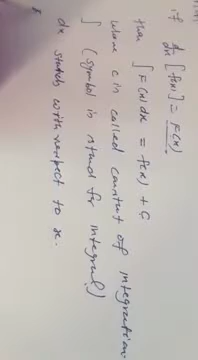 if d/dx [f(x)] = F(x)
then ∫ F(x) dx = f(x) + C
where c is called constant of integration
∫ (symbol is stand for integral)
dx stands with respect to x.